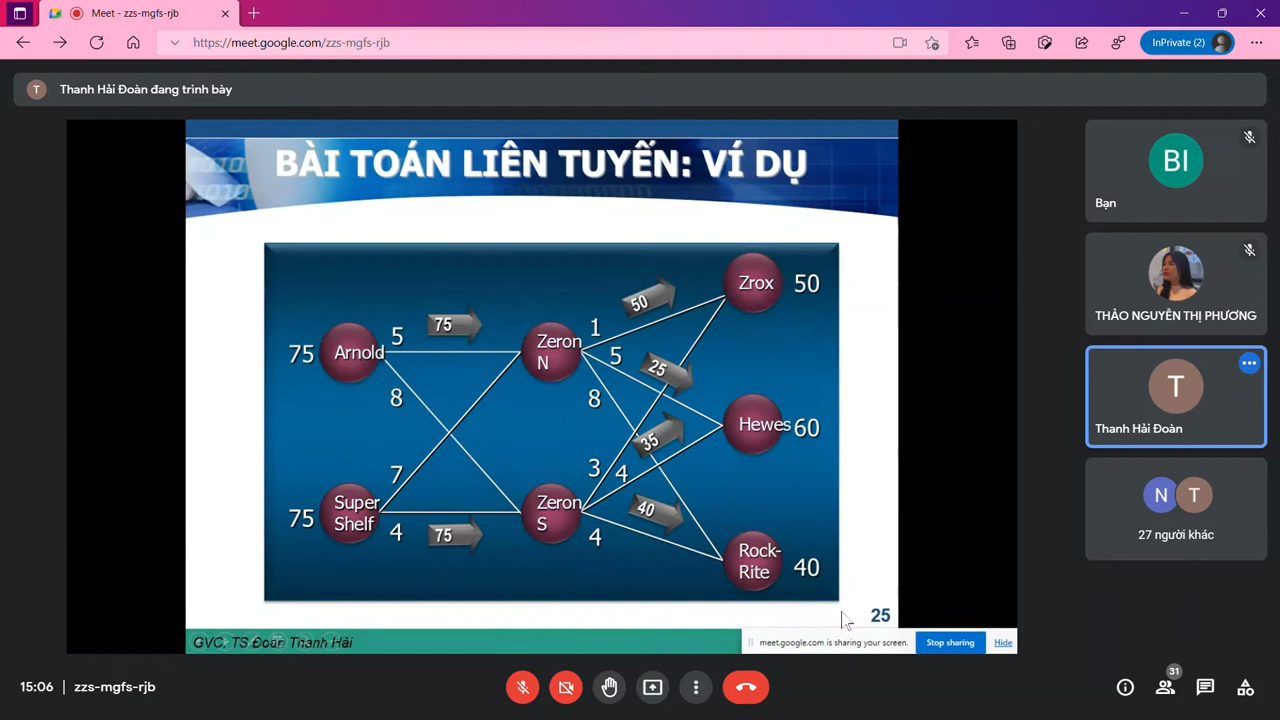 Meet - zzs-mgfs-rjb
https://meet.google.com/zzs-mgfs-rjb
InPrivate (2)
T
Thanh Hải Đoàn đang trình bày
BÀI TOÁN LIÊN TUYẾN: VÍ DỤ
75
Arnold
5
8
75
75
Super
Shelf
7
4
75
Zeron
N
1
5
8
50
25
Zeron
S
3
4
4
35
40
Zrox
50
Hewes
60
Rock-
Rite
40
25
GVC. TS Đoàn Thanh Hải
meet.google.com is sharing your screen.
Stop sharing
Hide
BI
Bạn
THẢO NGUYỄN THỊ PHƯƠNG
T
Thanh Hải Đoàn
N
T
27 người khác
15:06 | zzs-mgfs-rjb
31